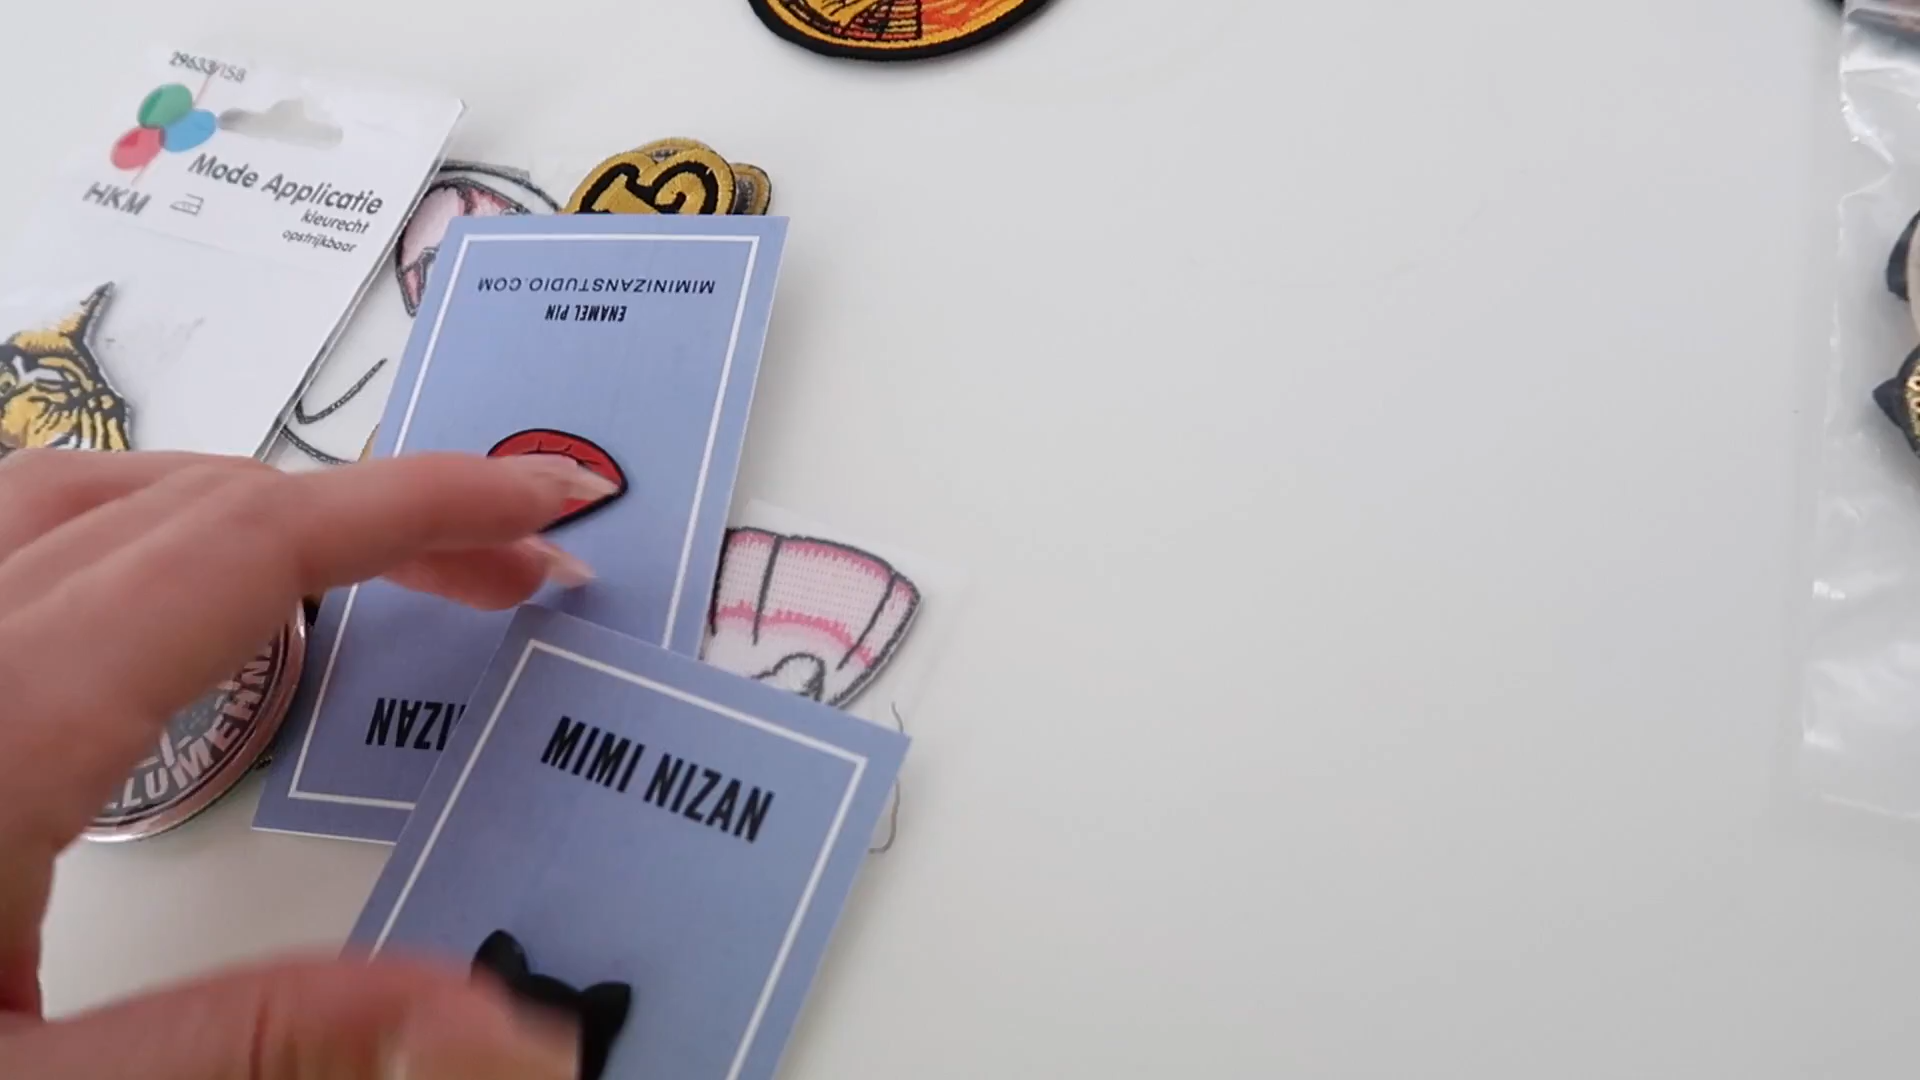 29633/158
HKM
Mode Applicatie
kleurecht
opstrijkbaar
MIMINIZANSTUDIO.COM
ENAMEL PIN
NIZAN
MIMI NIZAN